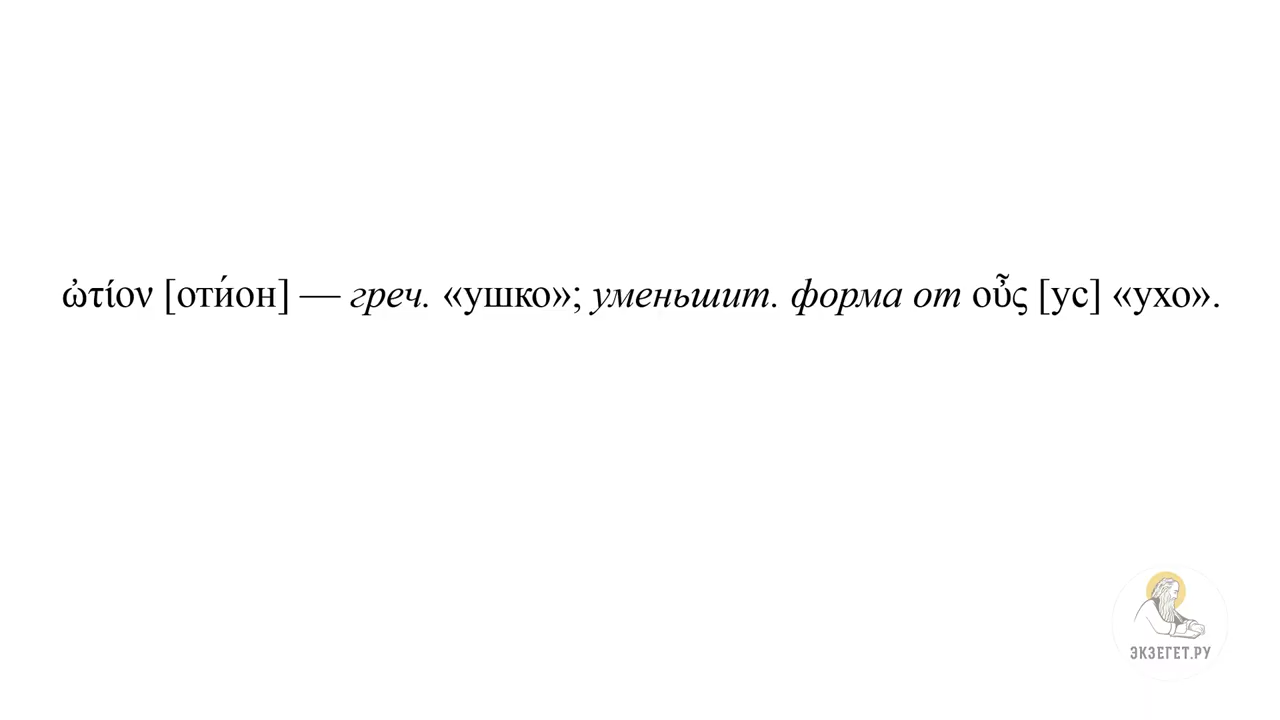 ὠτίον [оти́он] — греч. «ушко»; уменьшит. форма от οὖς [ус] «ухо».
ЭКЗЕГЕТ.РУ